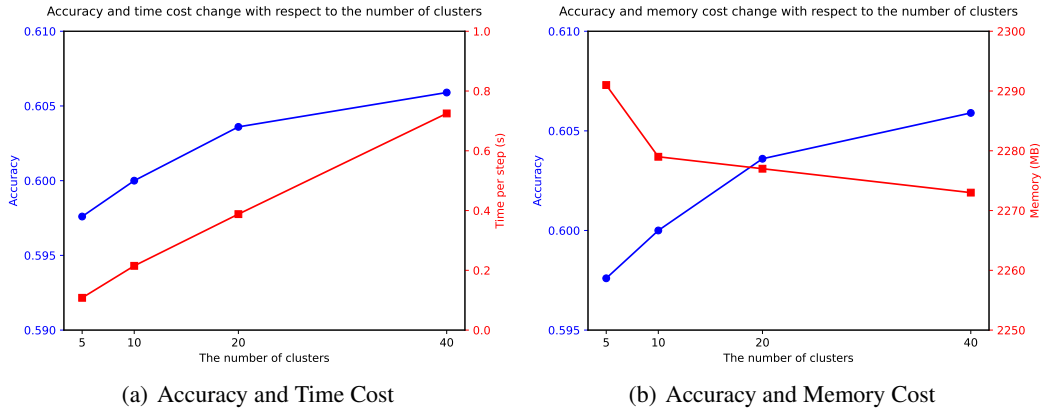 Accuracy and time cost change with respect to the number of clusters
0.610
0.605
0.600
0.595
0.590
Accuracy
1.0
0.8
0.6
0.4
0.2
0.0
Time per step (s)
5 10 20 40
The number of clusters
(a) Accuracy and Time Cost
Accuracy and memory cost change with respect to the number of clusters
0.610
0.605
0.600
0.595
Accuracy
2300
2290
2280
2270
2260
2250
Memory (MB)
5 10 20 40
The number of clusters
(b) Accuracy and Memory Cost